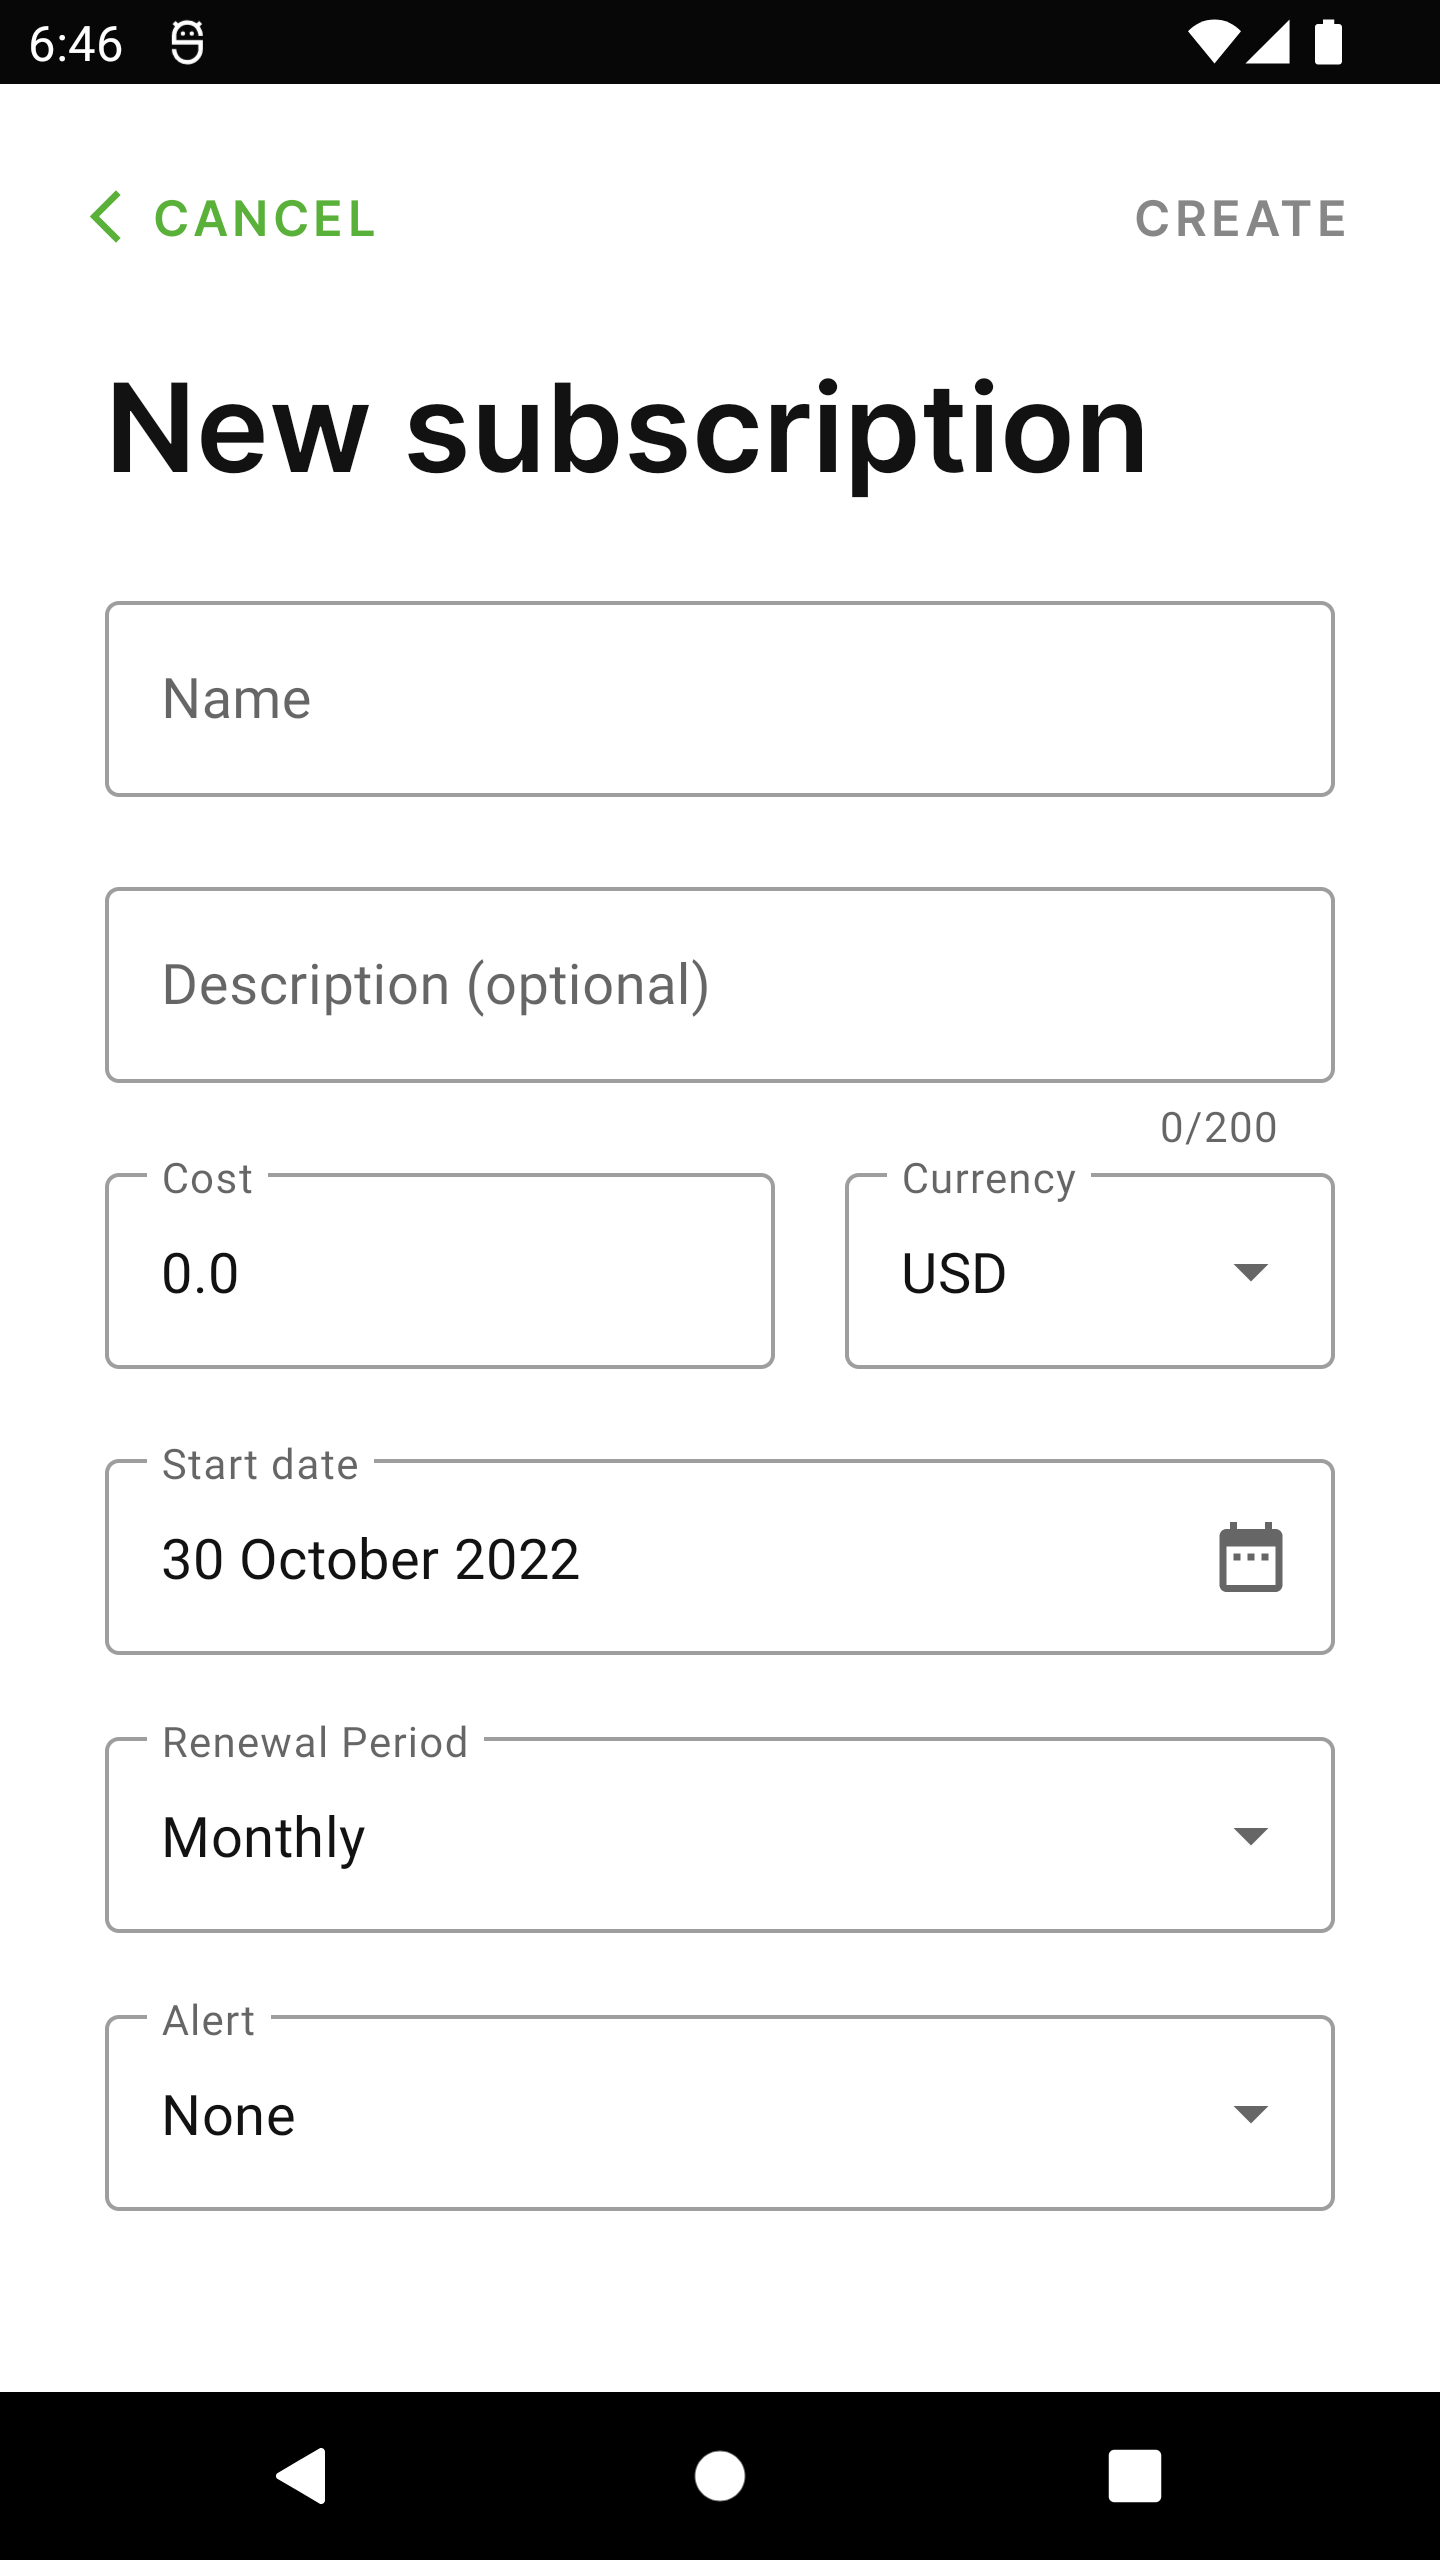 6:46
CANCEL
CREATE
New subscription
Name
Description (optional)
0/200
Cost
Currency
0.0
USD
Start date
30 October 2022
Renewal Period
Monthly
Alert
None